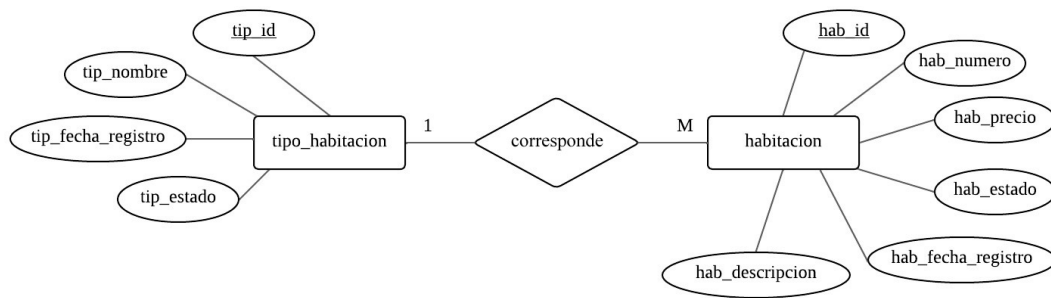 tip_id
tip_nombre
tip_fecha_registro
tip_estado
tipo_habitacion
1
corresponde
M
habitacion
hab_id
hab_numero
hab_precio
hab_estado
hab_fecha_registro
hab_descripcion